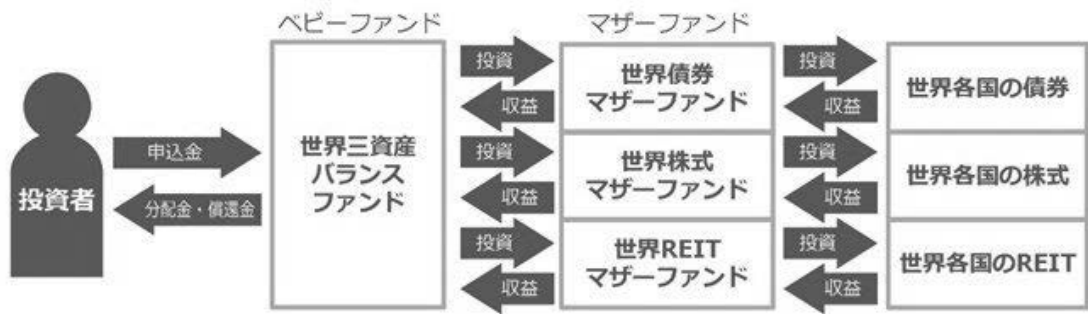 ベビーファンド
マザーファンド
投資者
申込金
分配金・償還金
世界三資産
バランス
ファンド
投資
収益
投資
収益
投資
収益
世界債券
マザーファンド
世界株式
マザーファンド
世界REIT
マザーファンド
投資
収益
投資
収益
投資
収益
世界各国の債券
世界各国の株式
世界各国のREIT